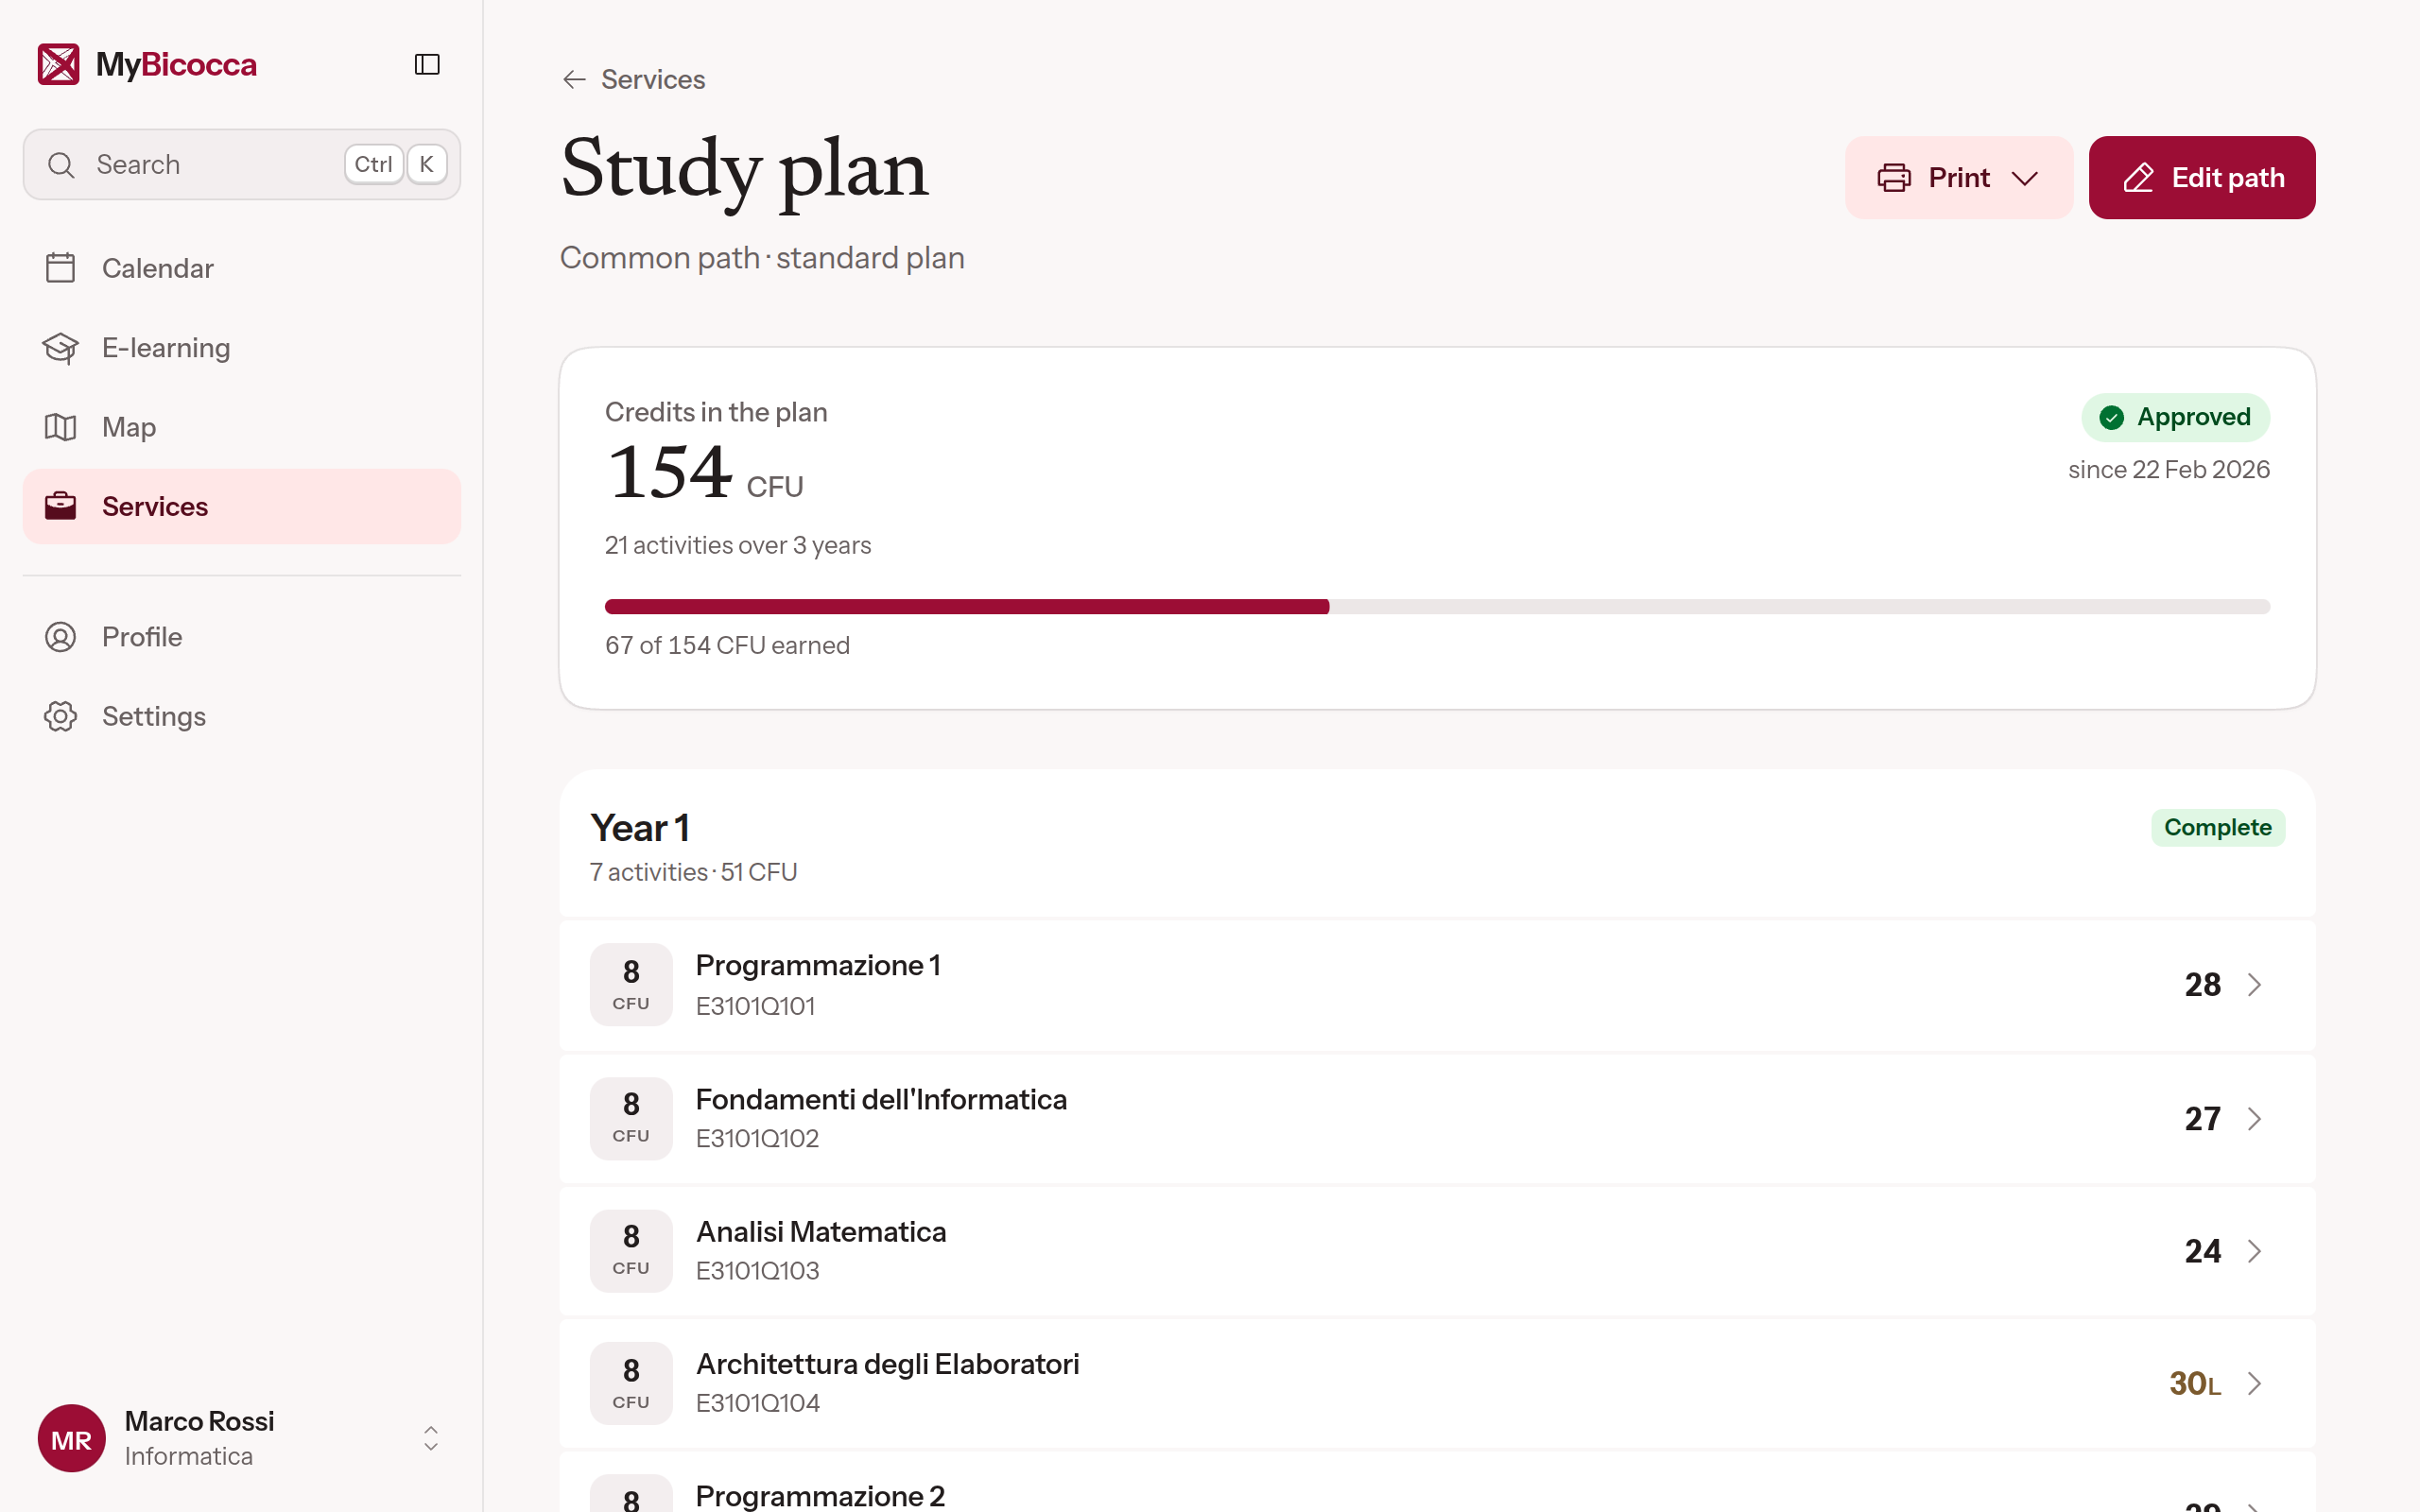 MyBicocca
Search Ctrl K
Calendar
E-learning
Map
Services
Profile
Settings
MR
Marco Rossi
Informatica
Services
Study plan
Print
Edit path
Common path · standard plan
Credits in the plan
154 CFU
21 activities over 3 years
Approved
since 22 Feb 2026
67 of 154 CFU earned
Year 1
7 activities · 51 CFU
Complete
8 CFU
Programmazione 1
E3101Q101
28
8 CFU
Fondamenti dell'Informatica
E3101Q102
27
8 CFU
Analisi Matematica
E3101Q103
24
8 CFU
Architettura degli Elaboratori
E3101Q104
30L
8
Programmazione 2